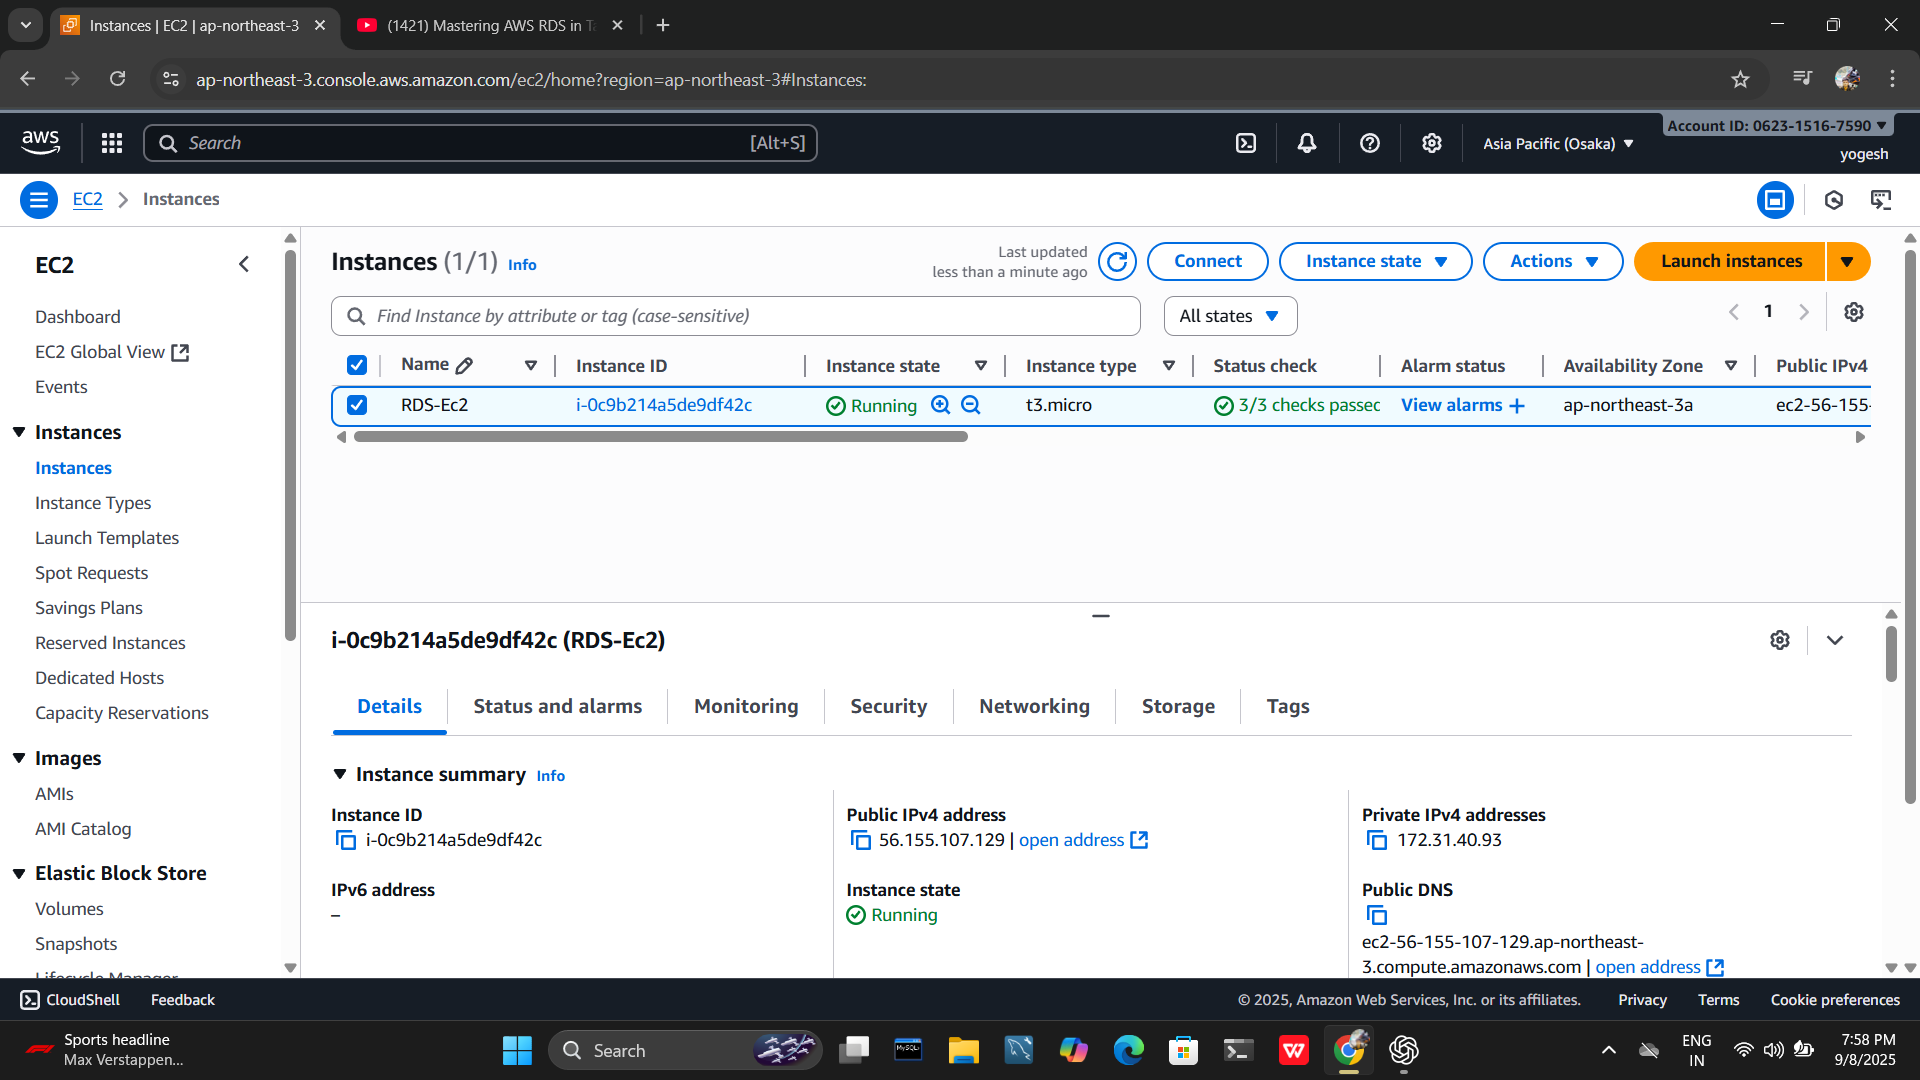 Instances | EC2 | ap-northeast-3
(1421) Mastering AWS RDS in Ta
ap-northeast-3.console.aws.amazon.com/ec2/home?region=ap-northeast-3#Instances:
aws
Search
[Alt+S]
Asia Pacific (Osaka)
Account ID: 0623-1516-7590
yogesh
EC2
Instances
EC2
Dashboard
EC2 Global View
Events
Instances
Instances
Instance Types
Launch Templates
Spot Requests
Savings Plans
Reserved Instances
Dedicated Hosts
Capacity Reservations
Images
AMIs
AMI Catalog
Elastic Block Store
Volumes
Snapshots
Lifecycle Manager
Instances (1/1) Info
Last updated
less than a minute ago
Connect
Instance state
Actions
Launch instances
Find Instance by attribute or tag (case-sensitive)
All states
1
Name
Instance ID
Instance state
Instance type
Status check
Alarm status
Availability Zone
Public IPv4
RDS-Ec2
i-0c9b214a5de9df42c
Running
t3.micro
3/3 checks passed
View alarms
ap-northeast-3a
ec2-56-155-
i-0c9b214a5de9df42c (RDS-Ec2)
Details
Status and alarms
Monitoring
Security
Networking
Storage
Tags
Instance summary Info
Instance ID
i-0c9b214a5de9df42c
Public IPv4 address
56.155.107.129 | open address
Private IPv4 addresses
172.31.40.93
IPv6 address
–
Instance state
Running
Public DNS
ec2-56-155-107-129.ap-northeast-
3.compute.amazonaws.com | open address
CloudShell
Feedback
© 2025, Amazon Web Services, Inc. or its affiliates.
Privacy
Terms
Cookie preferences
Sports headline
Max Verstappen...
Search
MySQL
ENG
IN
7:58 PM
9/8/2025